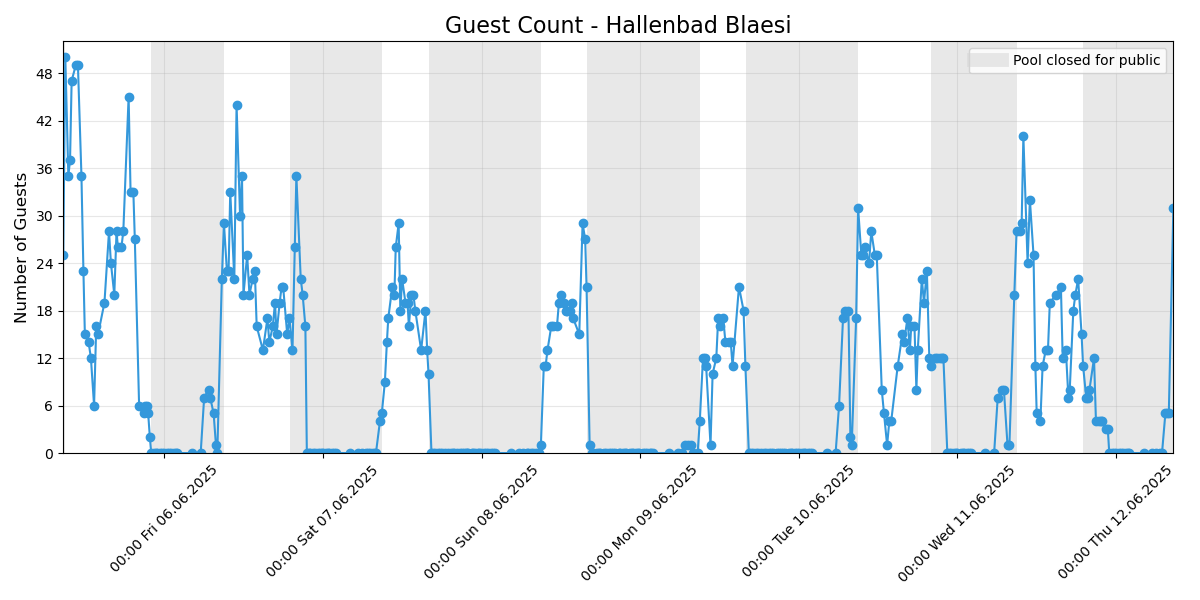 Guest Count - Hallenbad Blaesi
Pool closed for public
Number of Guests
48
42
36
30
24
18
12
6
0
00:00 Fri 06.06.2025
00:00 Sat 07.06.2025
00:00 Sun 08.06.2025
00:00 Mon 09.06.2025
00:00 Tue 10.06.2025
00:00 Wed 11.06.2025
00:00 Thu 12.06.2025